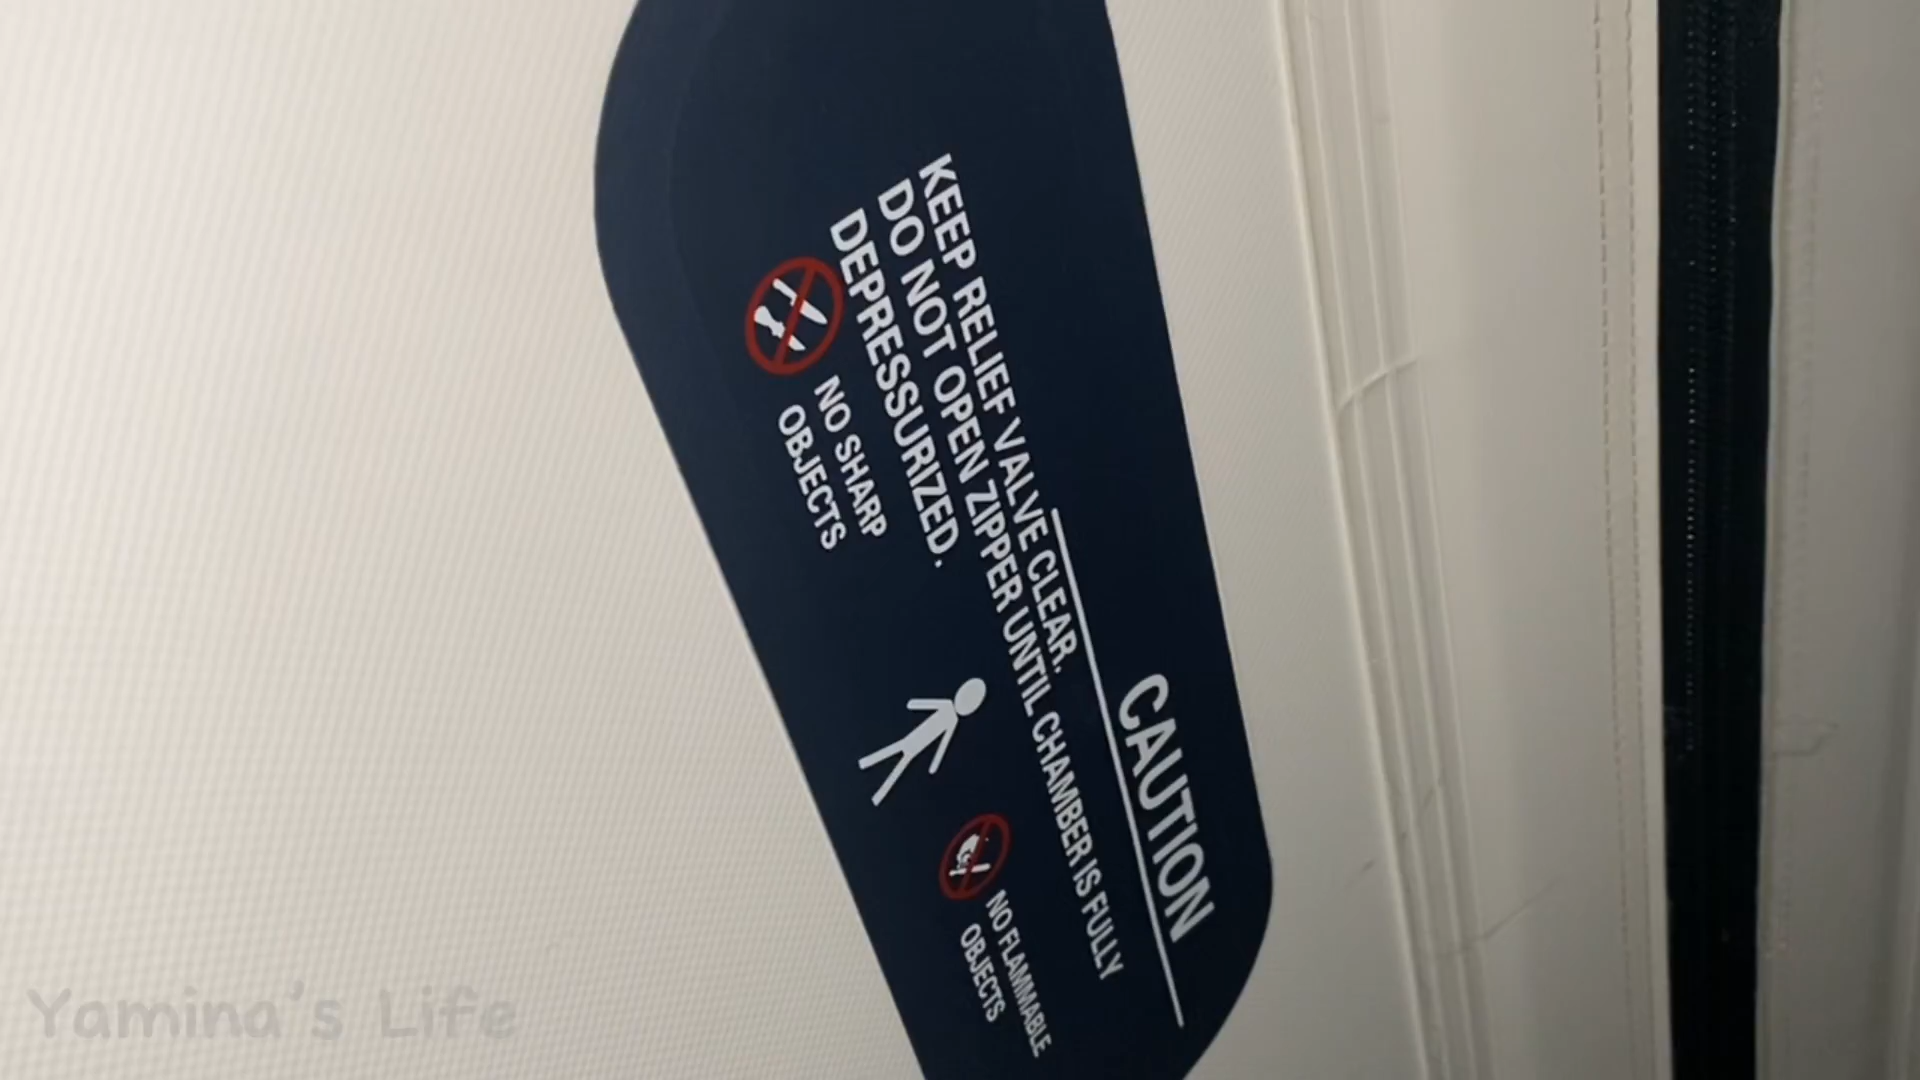 CAUTION
KEEP RELIEF VALVE CLEAR.
DO NOT OPEN ZIPPER UNTIL CHAMBER IS FULLY
DEPRESSURIZED.
NO SHARP
OBJECTS
NO FLAMMABLE
OBJECTS
Yamina's Life